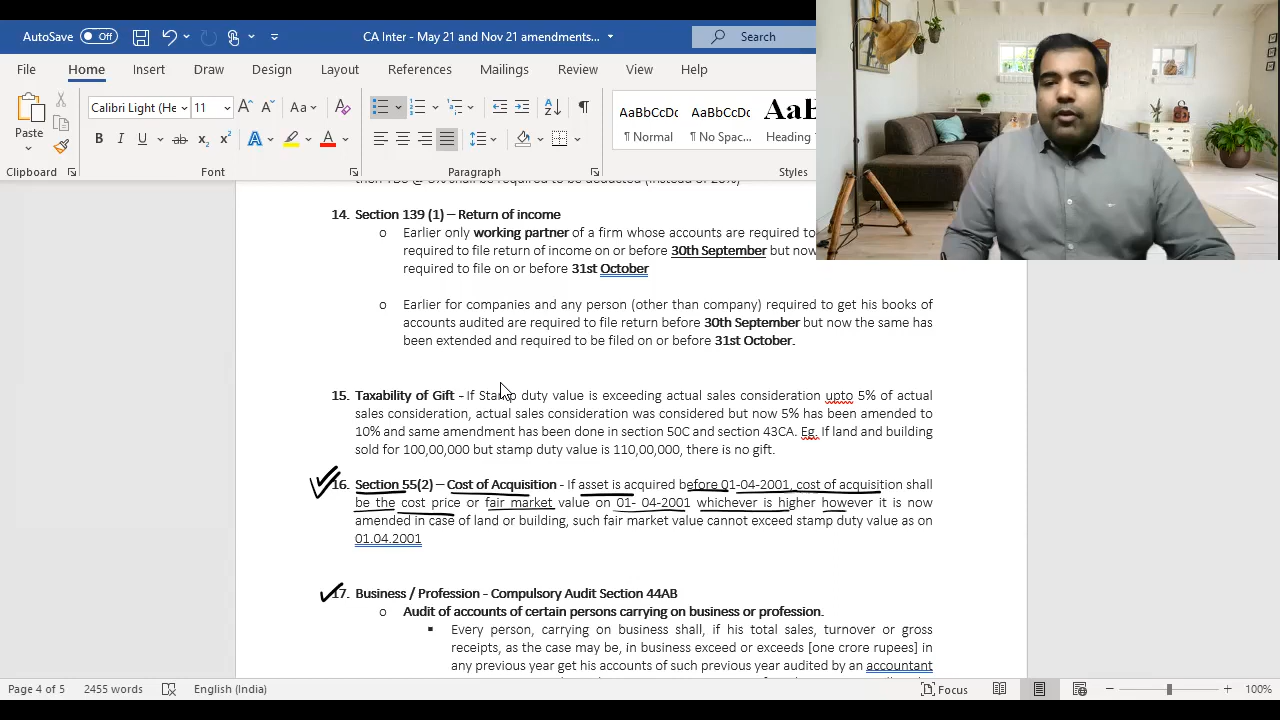 AutoSave Off
CA Inter - May 21 and Nov 21 amendments...
Search
File Home Insert Draw Design Layout References Mailings Review View Help
Paste
Calibri Light (He 11
Aa
AaBbCcDc AaBbCcDc AaB
¶ Normal ¶ No Spac... Heading
Clipboard Font Paragraph Styles
14. Section 139 (1) – Return of income
o Earlier only working partner of a firm whose accounts are required to
required to file return of income on or before 30th September but now
required to file on or before 31st October
o Earlier for companies and any person (other than company) required to get his books of
accounts audited are required to file return before 30th September but now the same has
been extended and required to be filed on or before 31st October.
15. Taxability of Gift - If Stamp duty value is exceeding actual sales consideration upto 5% of actual
sales consideration, actual sales consideration was considered but now 5% has been amended to
10% and same amendment has been done in section 50C and section 43CA. Eg. If land and building
sold for 100,00,000 but stamp duty value is 110,00,000, there is no gift.
16. Section 55(2) – Cost of Acquisition - If asset is acquired before 01-04-2001, cost of acquisition shall
be the cost price or fair market value on 01- 04-2001 whichever is higher however it is now
amended in case of land or building, such fair market value cannot exceed stamp duty value as on
01.04.2001
17. Business / Profession - Compulsory Audit Section 44AB
o Audit of accounts of certain persons carrying on business or profession.
▪ Every person, carrying on business shall, if his total sales, turnover or gross
receipts, as the case may be, in business exceed or exceeds [one crore rupees] in
any previous year get his accounts of such previous year audited by an accountant
Page 4 of 5 2455 words English (India) Focus 100%